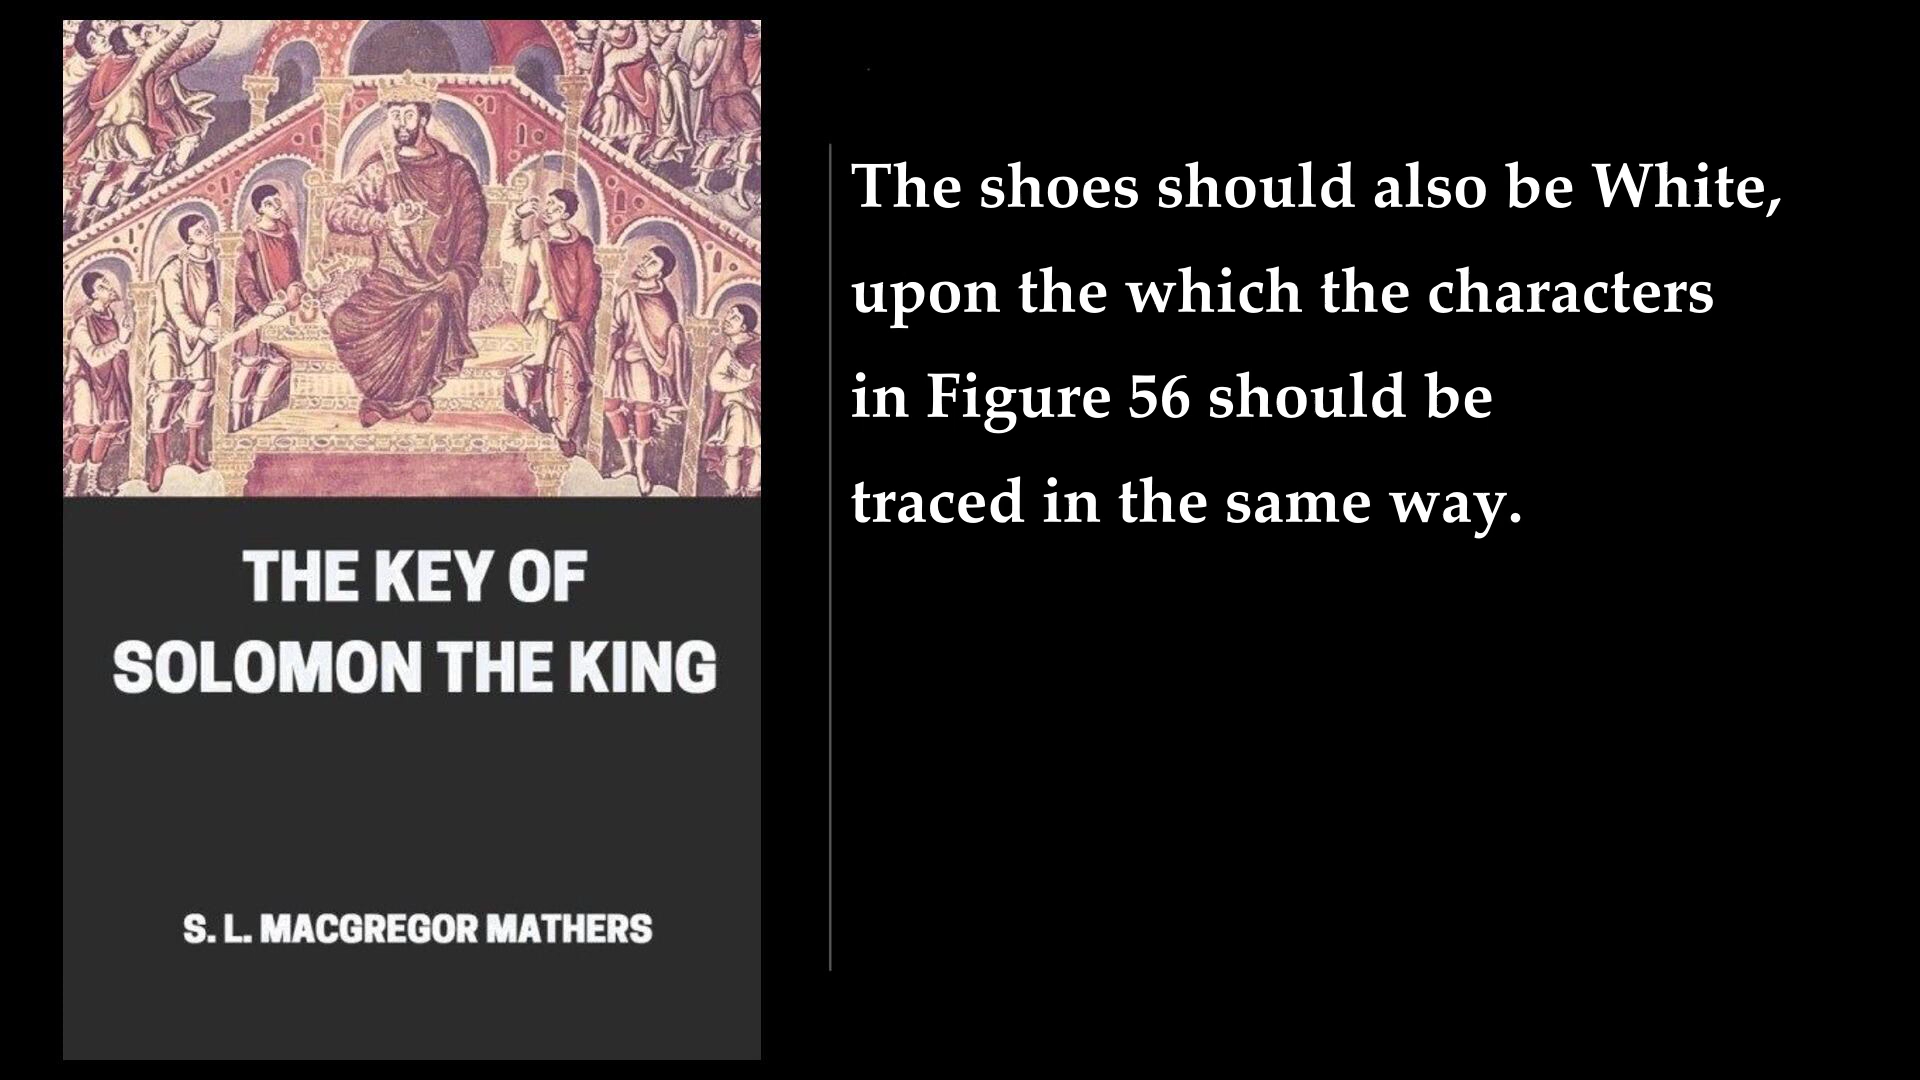 THE KEY OF
SOLOMON THE KING
S. L. MACGREGOR MATHERS
The shoes should also be White,
upon the which the characters
in Figure 56 should be
traced in the same way.